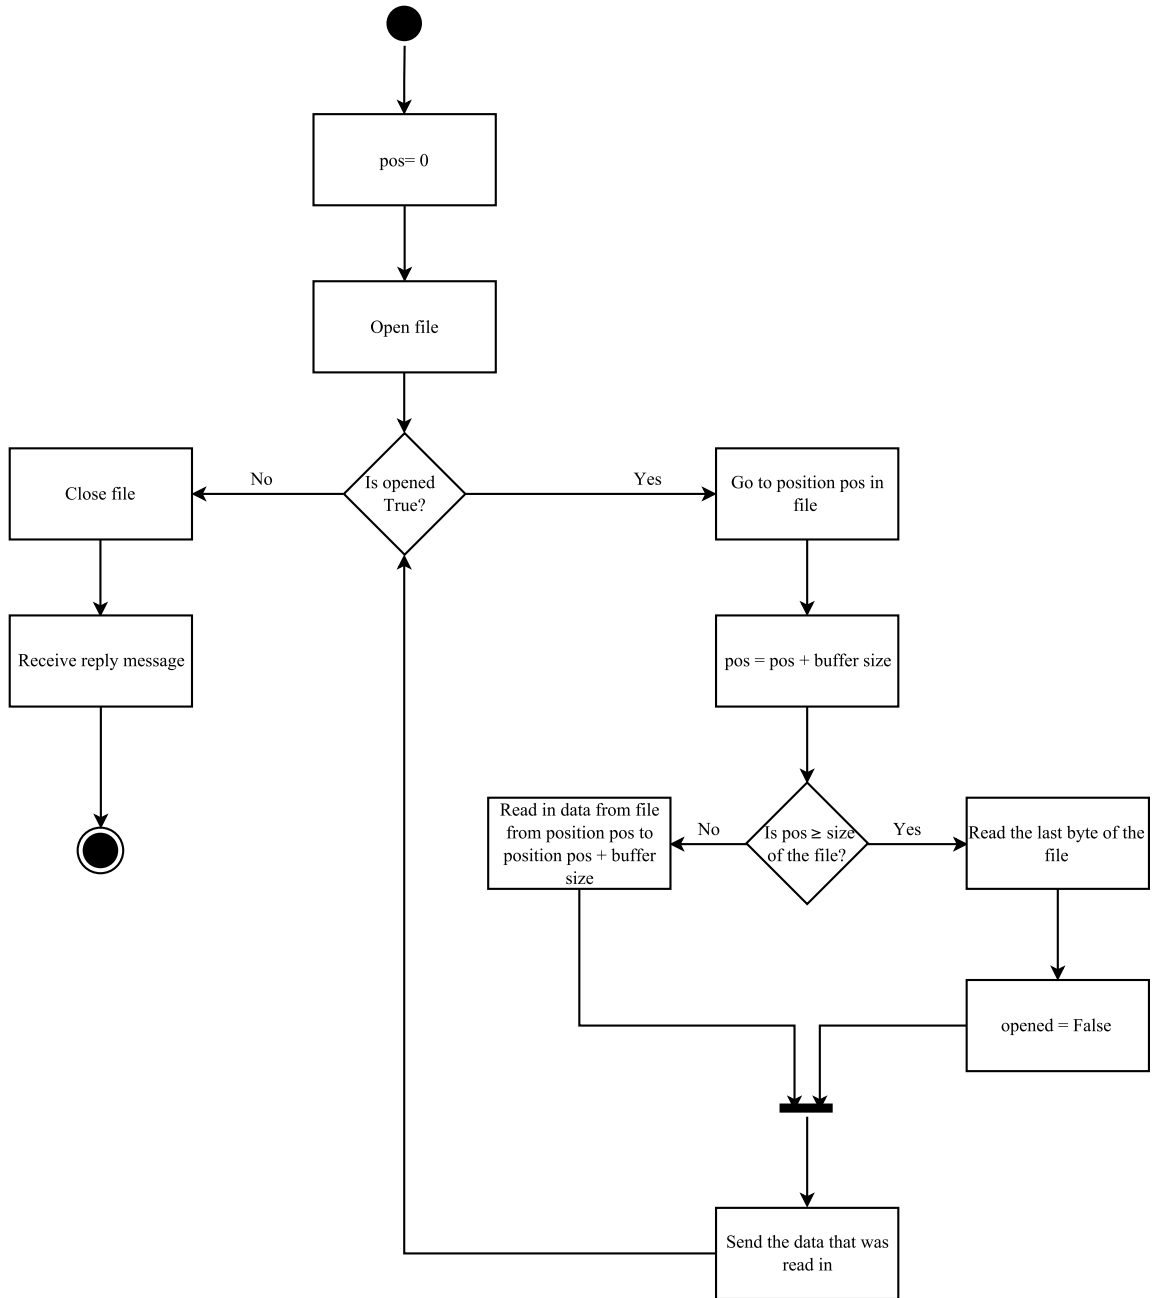 pos= 0
Open file
Is opened
True?
No
Yes
Close file
Receive reply message
Go to position pos in
file
pos = pos + buffer size
Is pos ≥ size
of the file?
No
Yes
Read in data from file
from position pos to
position pos + buffer
size
Read the last byte of the
file
opened = False
Send the data that was
read in